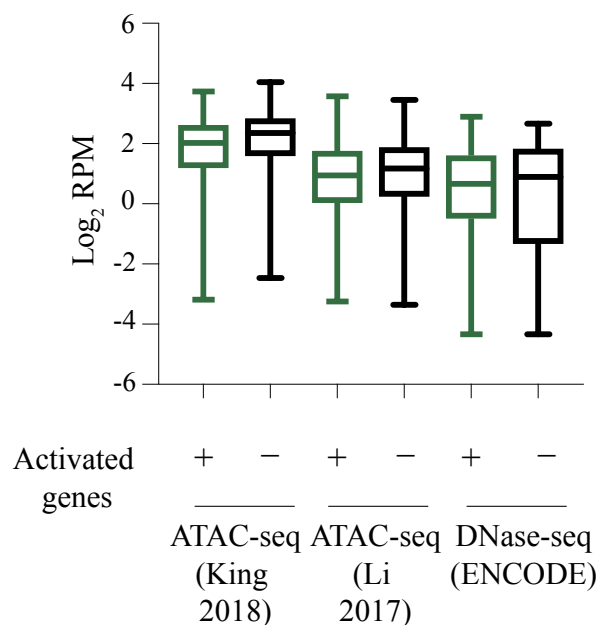 6
4
2
0
-2
-4
-6
Log2 RPM
Activated genes
+ − + − + −
ATAC-seq (King 2018)
ATAC-seq (Li 2017)
DNase-seq (ENCODE)